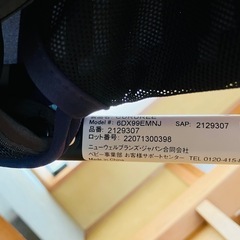 Model #: 6DX99EMNJ SAP: 2129307
品番: 2129307
ロット番号: 22071300398
ニューウェルブランズ・ジャパン合同会社
ベビー事業部 お客様サポートセンター TEL 0120-415-